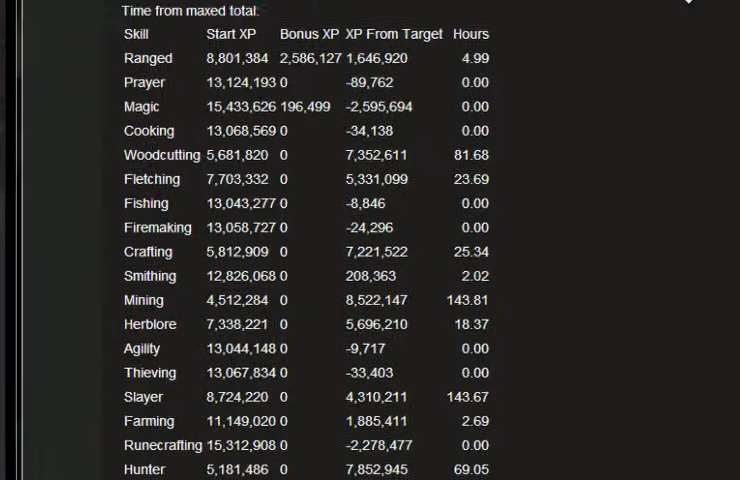 Time from maxed total:
Skill Start XP Bonus XP XP From Target Hours
Ranged 8,801,384 2,586,127 1,646,920 4.99
Prayer 13,124,193 0 -89,762 0.00
Magic 15,433,626 196,499 -2,595,694 0.00
Cooking 13,068,569 0 -34,138 0.00
Woodcutting 5,681,820 0 7,352,611 81.68
Fletching 7,703,332 0 5,331,099 23.69
Fishing 13,043,277 0 -8,846 0.00
Firemaking 13,058,727 0 -24,296 0.00
Crafting 5,812,909 0 7,221,522 25.34
Smithing 12,826,068 0 208,363 2.02
Mining 4,512,284 0 8,522,147 143.81
Herblore 7,338,221 0 5,696,210 18.37
Agility 13,044,148 0 -9,717 0.00
Thieving 13,067,834 0 -33,403 0.00
Slayer 8,724,220 0 4,310,211 143.67
Farming 11,149,020 0 1,885,411 2.69
Runecrafting 15,312,908 0 -2,278,477 0.00
Hunter 5,181,486 0 7,852,945 69.05